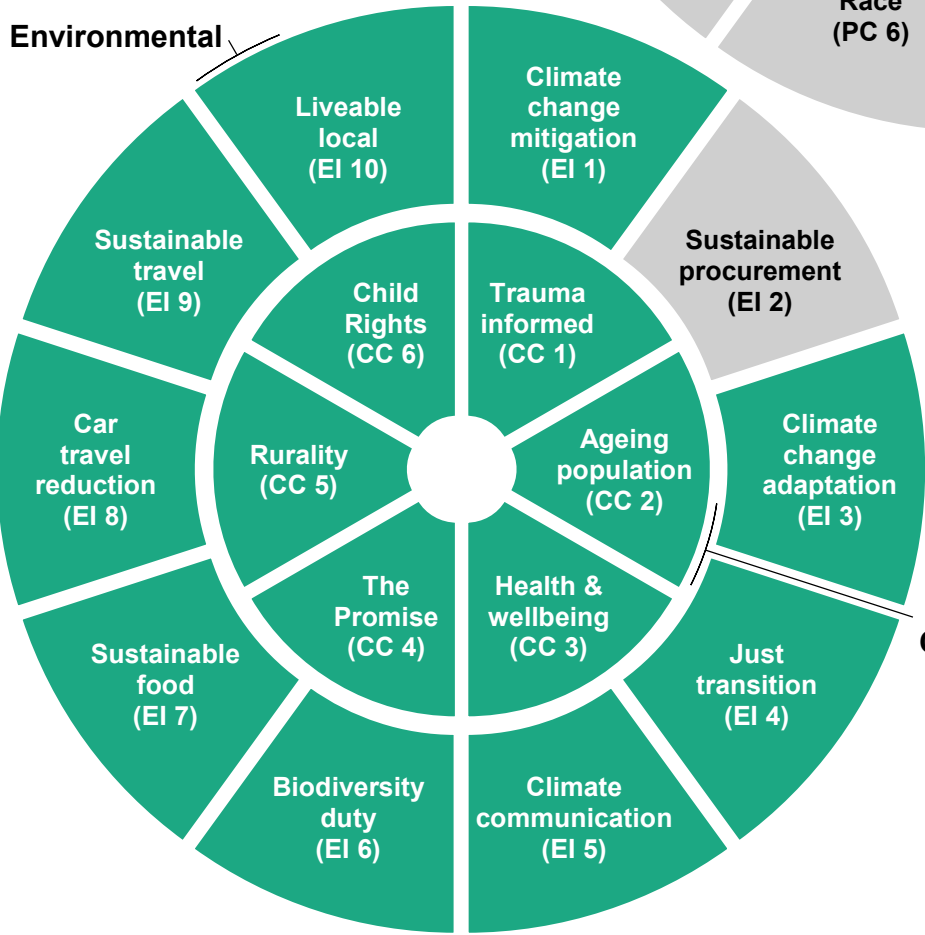 Race
(PC 6)
Environmental
Liveable
local
(EI 10)
Climate
change
mitigation
(EI 1)
Sustainable
procurement
(EI 2)
Climate
change
adaptation
(EI 3)
Just
transition
(EI 4)
Climate
communication
(EI 5)
Biodiversity
duty
(EI 6)
Sustainable
food
(EI 7)
Car
travel
reduction
(EI 8)
Sustainable
travel
(EI 9)
Child
Rights
(CC 6)
Trauma
informed
(CC 1)
Ageing
population
(CC 2)
Health &
wellbeing
(CC 3)
The
Promise
(CC 4)
Rurality
(CC 5)